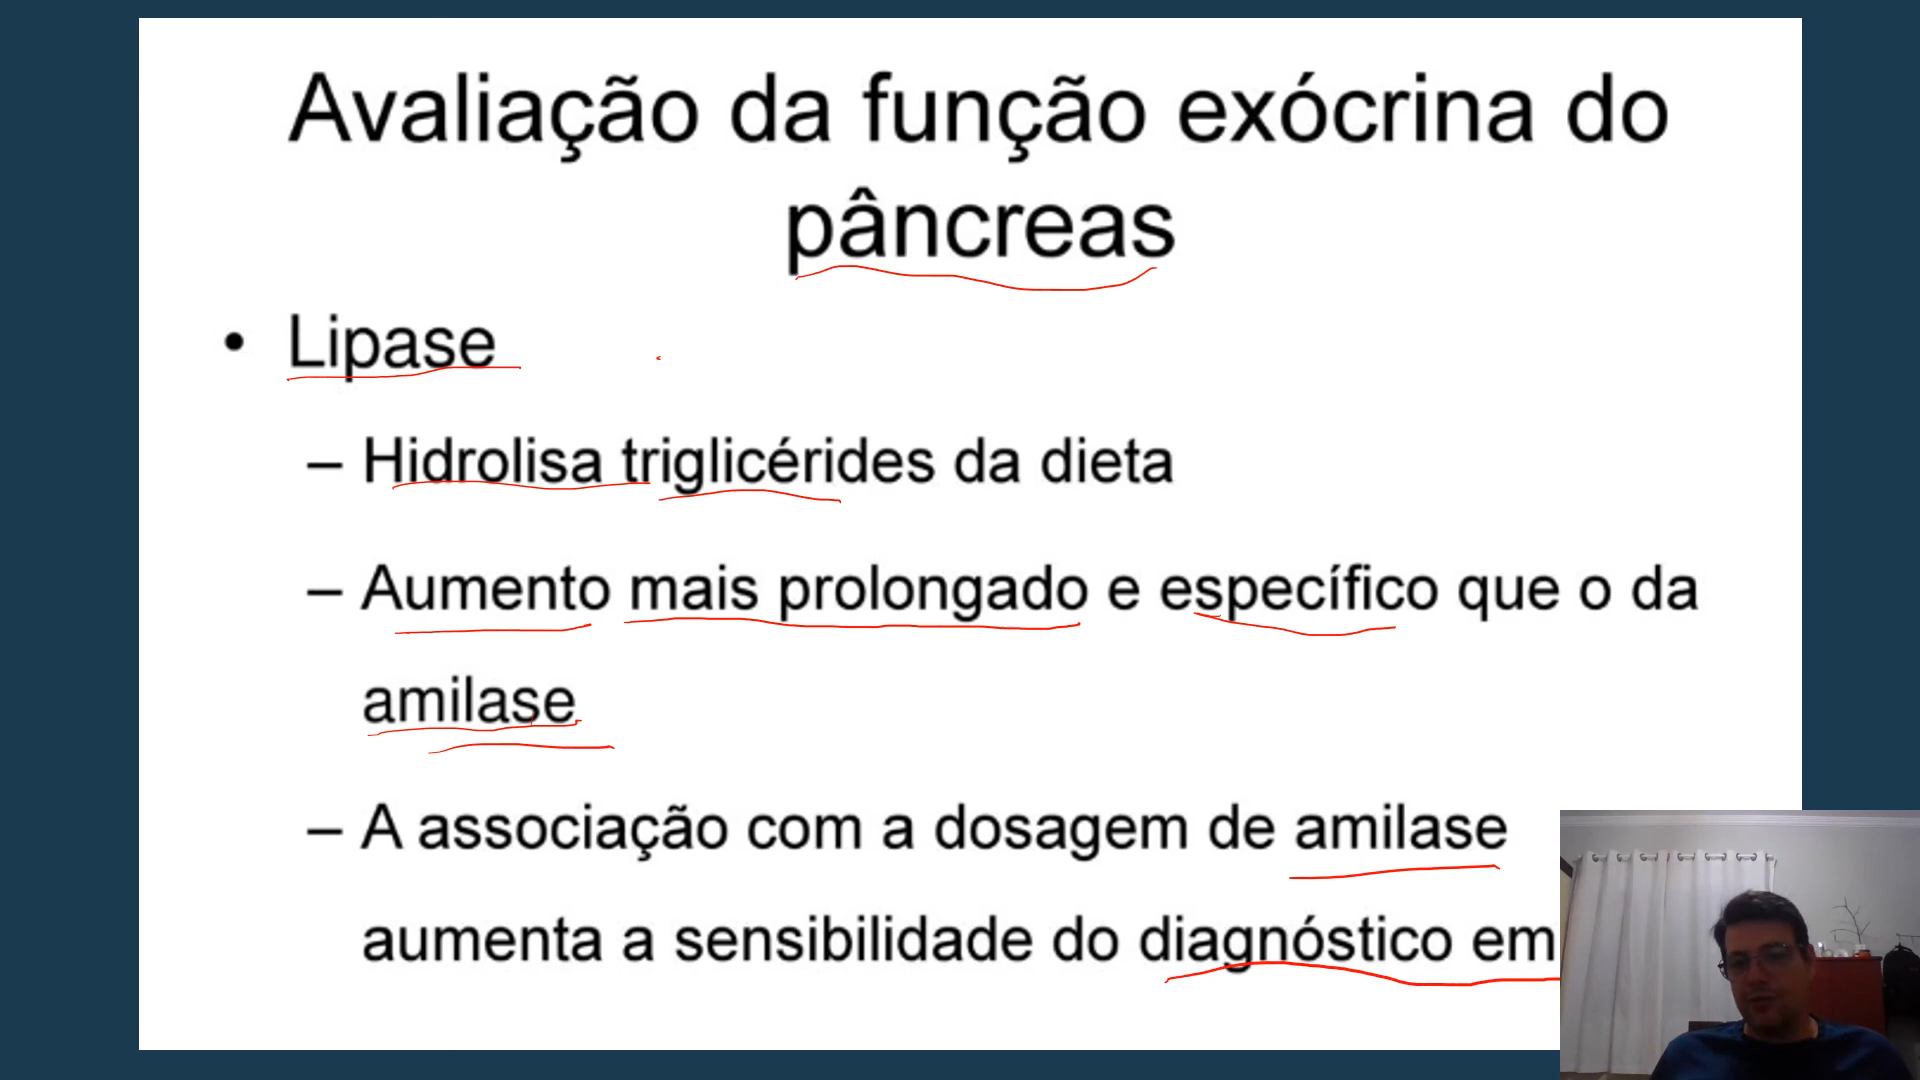 Avaliação da função exócrina do
pâncreas
• Lipase
– Hidrolisa triglicérides da dieta
– Aumento mais prolongado e específico que o da
amilase
– A associação com a dosagem de amilase
aumenta a sensibilidade do diagnóstico em